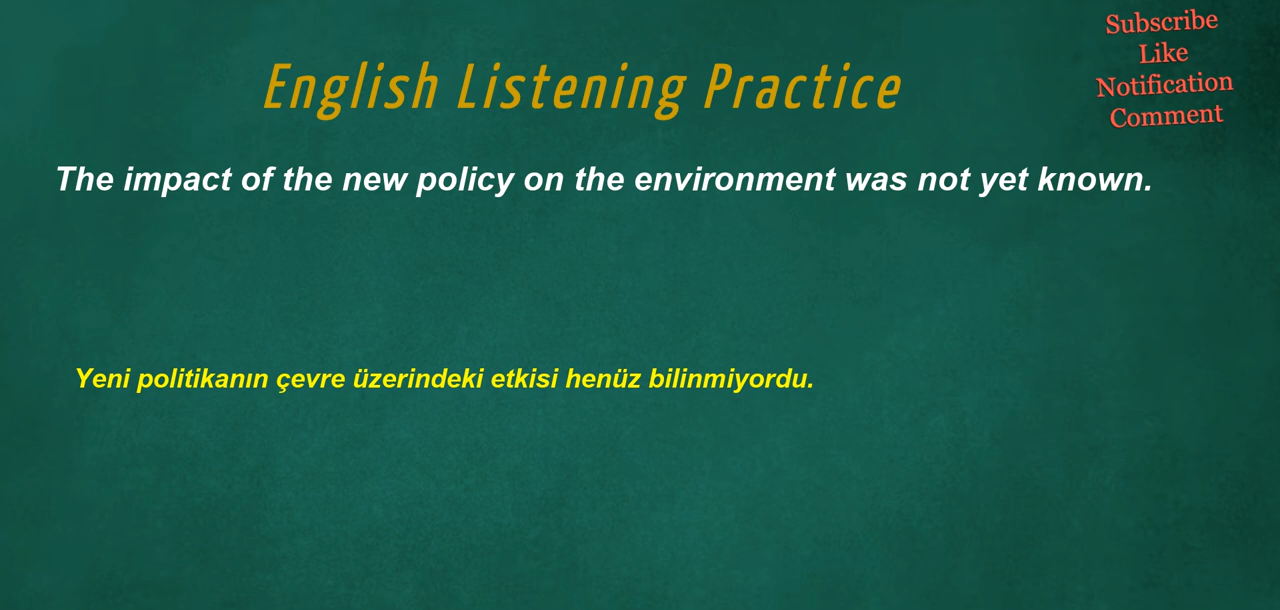 English Listening Practice
Subscribe
Like
Notification
Comment
The impact of the new policy on the environment was not yet known.
Yeni politikanın çevre üzerindeki etkisi henüz bilinmiyordu.